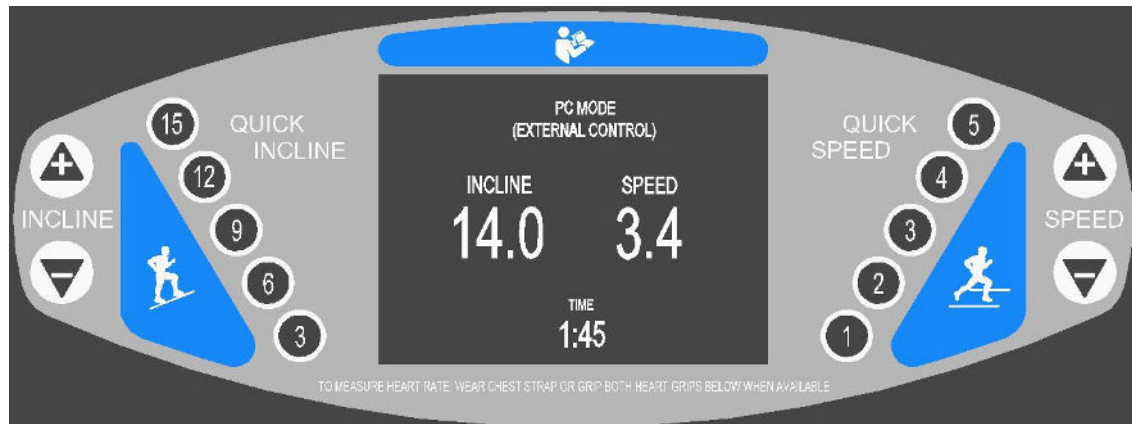 PC MODE
(EXTERNAL CONTROL)
INCLINE
14.0
SPEED
3.4
TIME
1:45
QUICK
INCLINE
15
12
9
6
3
+
INCLINE
−
QUICK
SPEED
5
4
3
2
1
+
SPEED
−
TO MEASURE HEART RATE: WEAR CHEST STRAP OR GRIP BOTH HEART GRIPS BELOW WHEN AVAILABLE